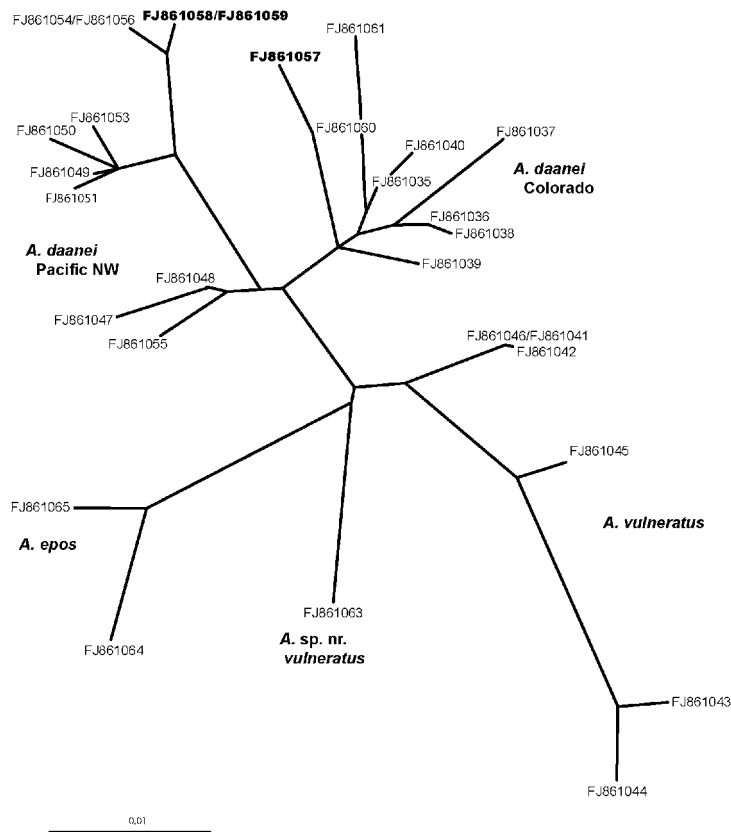 FJ861054/FJ861056
FJ861058/FJ861059
FJ861061
FJ861057
FJ861053
FJ861050
FJ861060
FJ861037
FJ861040
FJ861049
A. daanei
Colorado
FJ861035
FJ861051
FJ861036
FJ861038
A. daanei
Pacific NW
FJ861039
FJ861048
FJ861047
FJ861055
FJ861046/FJ861041
FJ861042
FJ861045
FJ861065
A. vulneratus
A. epos
FJ861063
A. sp. nr.
vulneratus
FJ861064
FJ861043
FJ861044
0,01